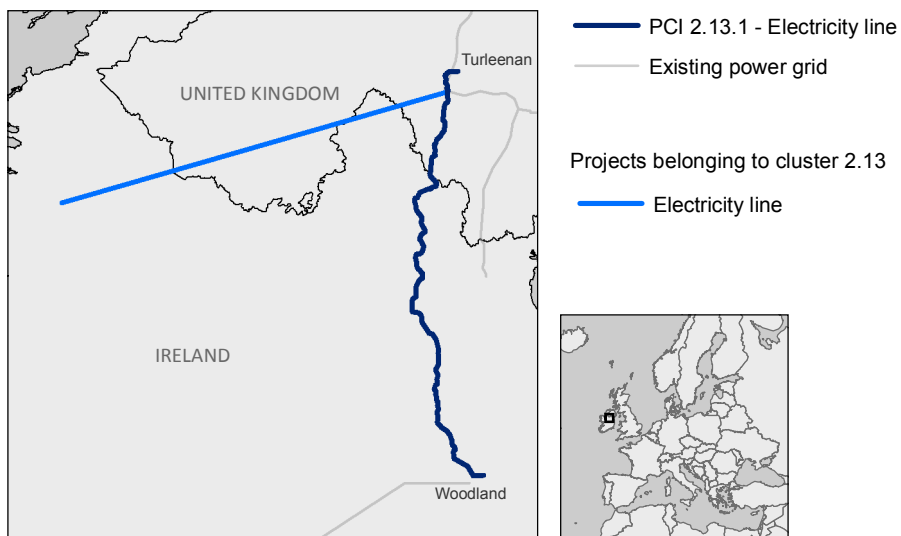 PCI 2.13.1 - Electricity line
Turleenan
Existing power grid
UNITED KINGDOM
Projects belonging to cluster 2.13
Electricity line
IRELAND
Woodland